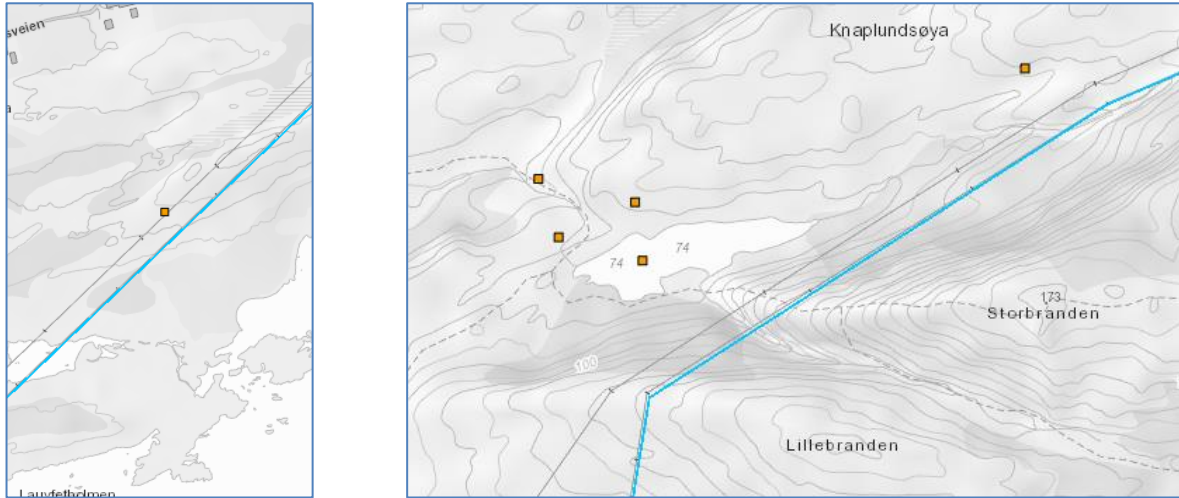 sveien
a
Lauvfetholmen
Knaplundsøya
74
74
173
Storbranden
100
Lillebranden